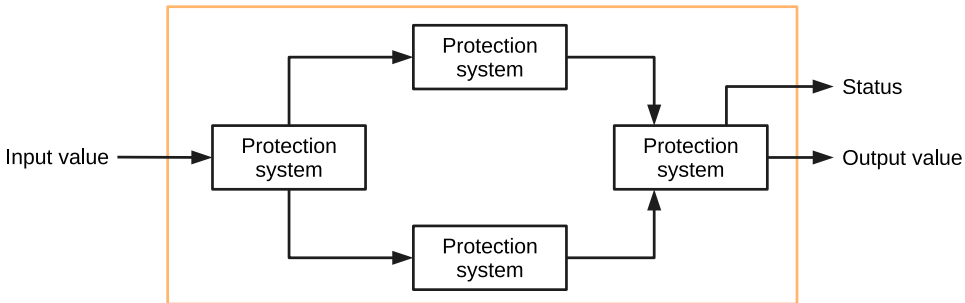 Protection
system
Status
Input value
Protection
system
Protection
system
Output value
Protection
system